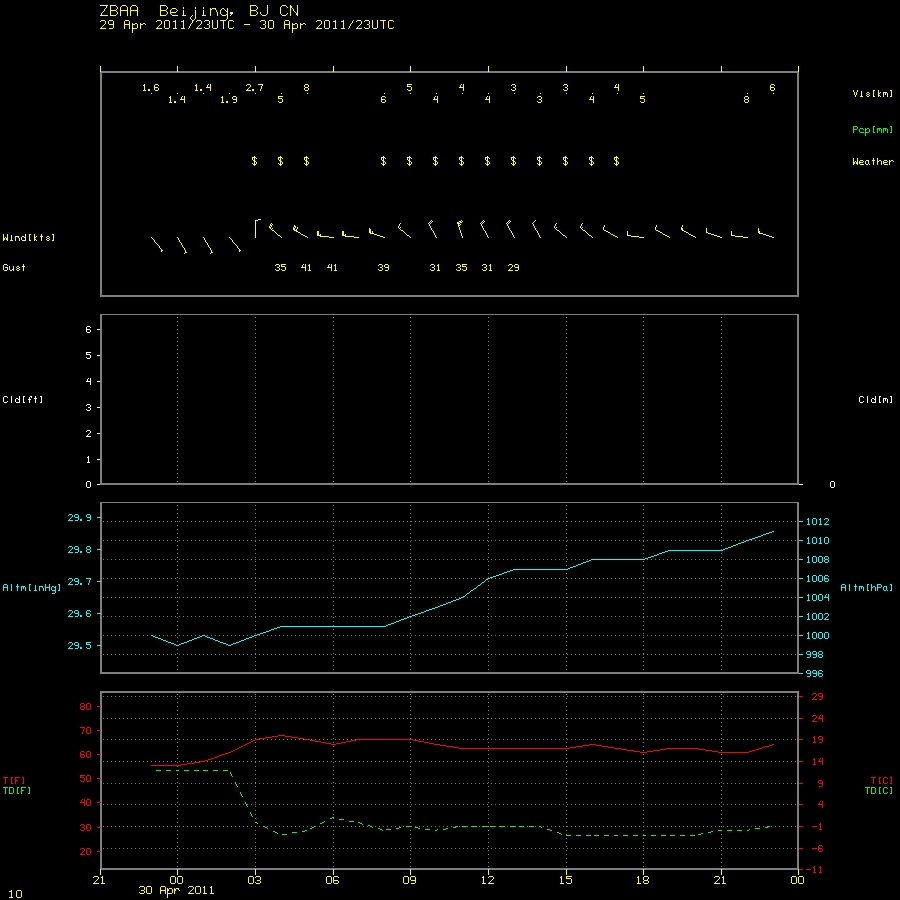 ZBAA Beijing, BJ CN
29 Apr 2011/23UTC - 30 Apr 2011/23UTC
1.6 1.4 2.7 8 5 4 3 3 4 6
1.4 1.9 5 6 4 4 3 4 5 8
Vis[km]
Pcp[mm]
$ $ $ $ $ $ $ $ $ $ $ $ $ Weather
Wind[kts]
Gust 35 41 41 39 31 35 31 29
6
5
4
Cld[ft] Cld[m]
3
2
1
0 0
29.9 1012
1010
29.8 1008
29.7 1006
Altm[inHg] Altm[hPa]
1004
29.6 1002
29.5 1000
998
996
80 29
70 24
60 19
14
T[F] T[C]
50 9
TD[F] TD[C]
40 4
30 -1
20 -6
-11
21 00 03 06 09 12 15 18 21 00
30 Apr 2011
10